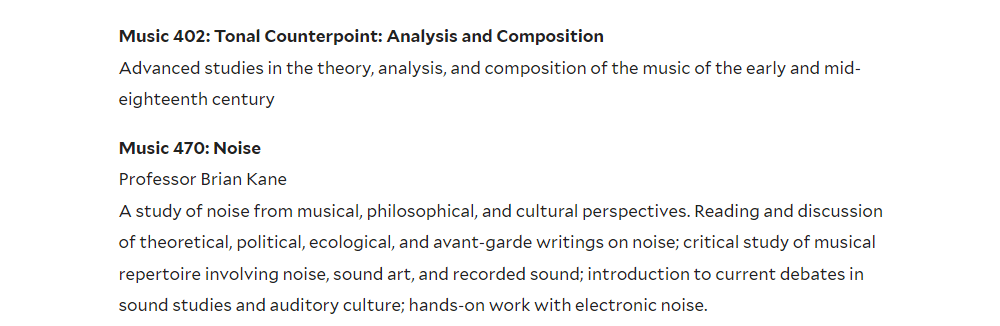 Music 402: Tonal Counterpoint: Analysis and Composition
Advanced studies in the theory, analysis, and composition of the music of the early and mid-
eighteenth century
Music 470: Noise
Professor Brian Kane
A study of noise from musical, philosophical, and cultural perspectives. Reading and discussion
of theoretical, political, ecological, and avant-garde writings on noise; critical study of musical
repertoire involving noise, sound art, and recorded sound; introduction to current debates in
sound studies and auditory culture; hands-on work with electronic noise.